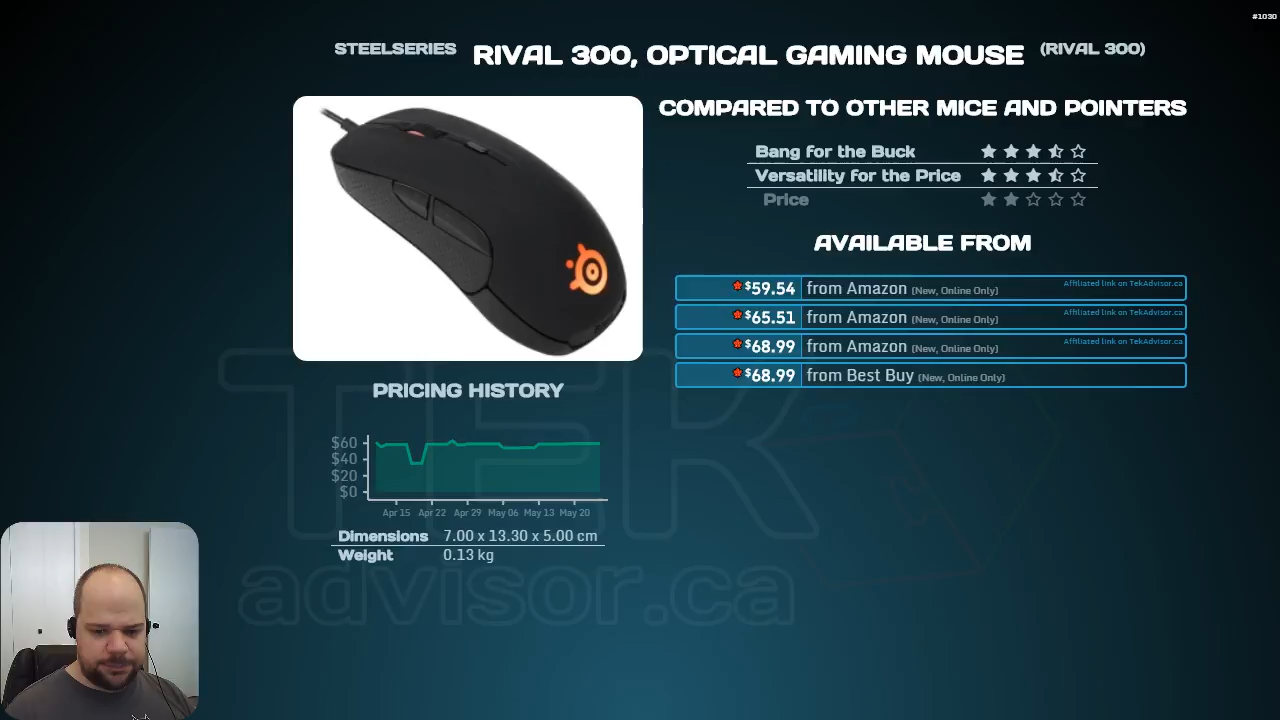 #1030
STEELSERIES RIVAL 300, OPTICAL GAMING MOUSE (RIVAL 300)
COMPARED TO OTHER MICE AND POINTERS
Bang for the Buck
Versatility for the Price
Price
AVAILABLE FROM
$59.54 from Amazon (New, Online Only) Affiliated link on TekAdvisor.ca
$65.51 from Amazon (New, Online Only) Affiliated link on TekAdvisor.ca
$68.99 from Amazon (New, Online Only) Affiliated link on TekAdvisor.ca
$68.99 from Best Buy (New, Online Only)
PRICING HISTORY
$60
$40
$20
$0
Apr 15 Apr 22 Apr 29 May 06 May 13 May 20
Dimensions 7.00 x 13.30 x 5.00 cm
Weight 0.13 kg
TEK
advisor.ca